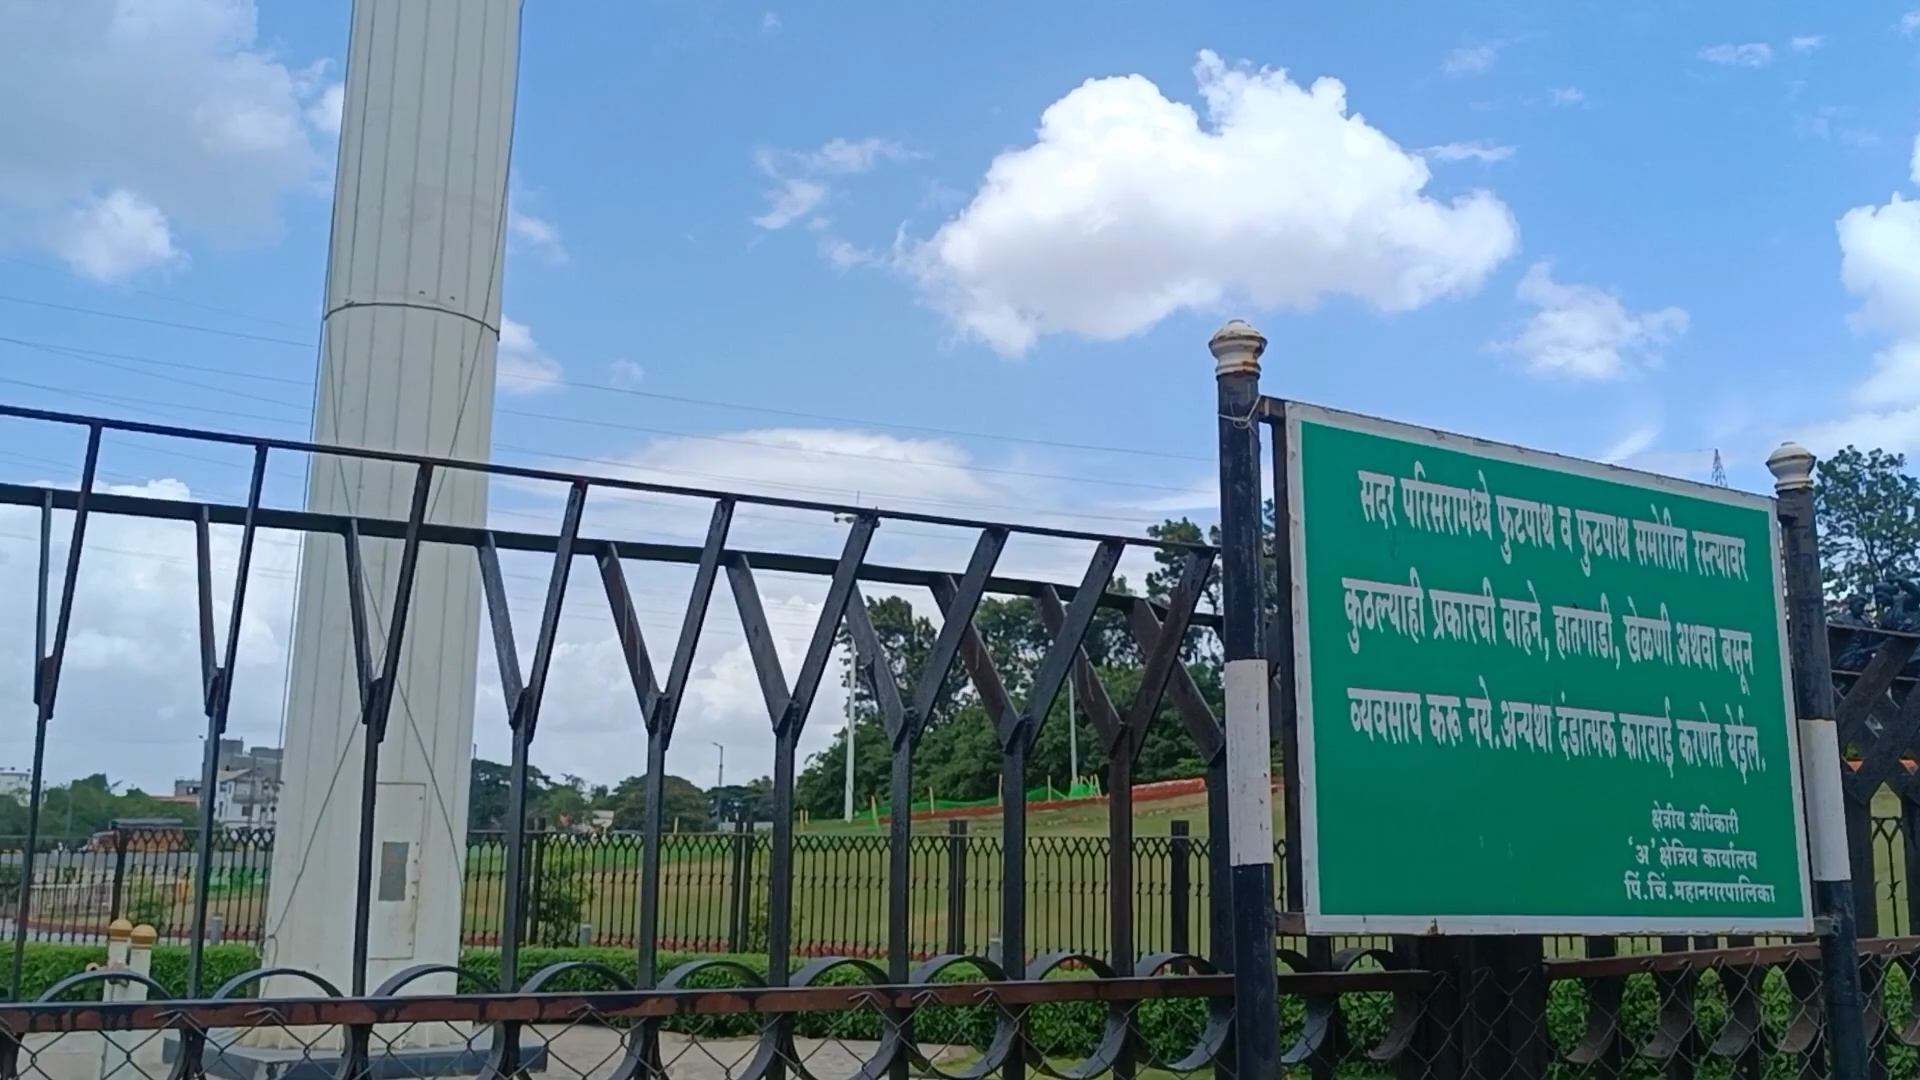 सदर परिसरामध्ये फुटपाथ व फुटपाथ समोरील रस्त्यावर
कुठल्याही प्रकारची वाहने, हातगाडी, खेळणी अथवा बसून
व्यवसाय करू नये.अन्यथा दंडात्मक कारवाई करणेत येईल.
क्षेत्रीय अधिकारी
'अ' क्षेत्रिय कार्यालय
पिं.चिं.महानगरपालिका